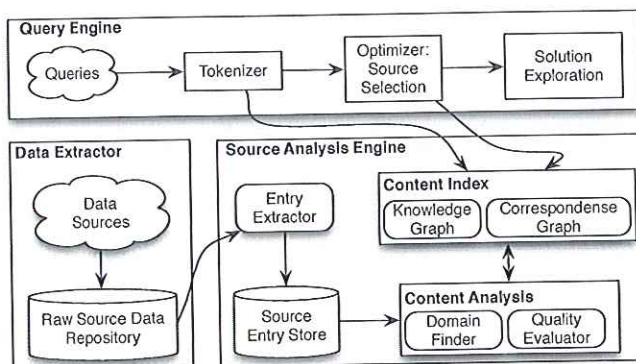 Query Engine
Queries
Tokenizer
Optimizer:
Source
Selection
Solution
Exploration
Data Extractor
Data
Sources
Raw Source Data
Repository
Source Analysis Engine
Entry
Extractor
Source
Entry Store
Content Index
Knowledge
Graph
Correspondense
Graph
Content Analysis
Domain
Finder
Quality
Evaluator